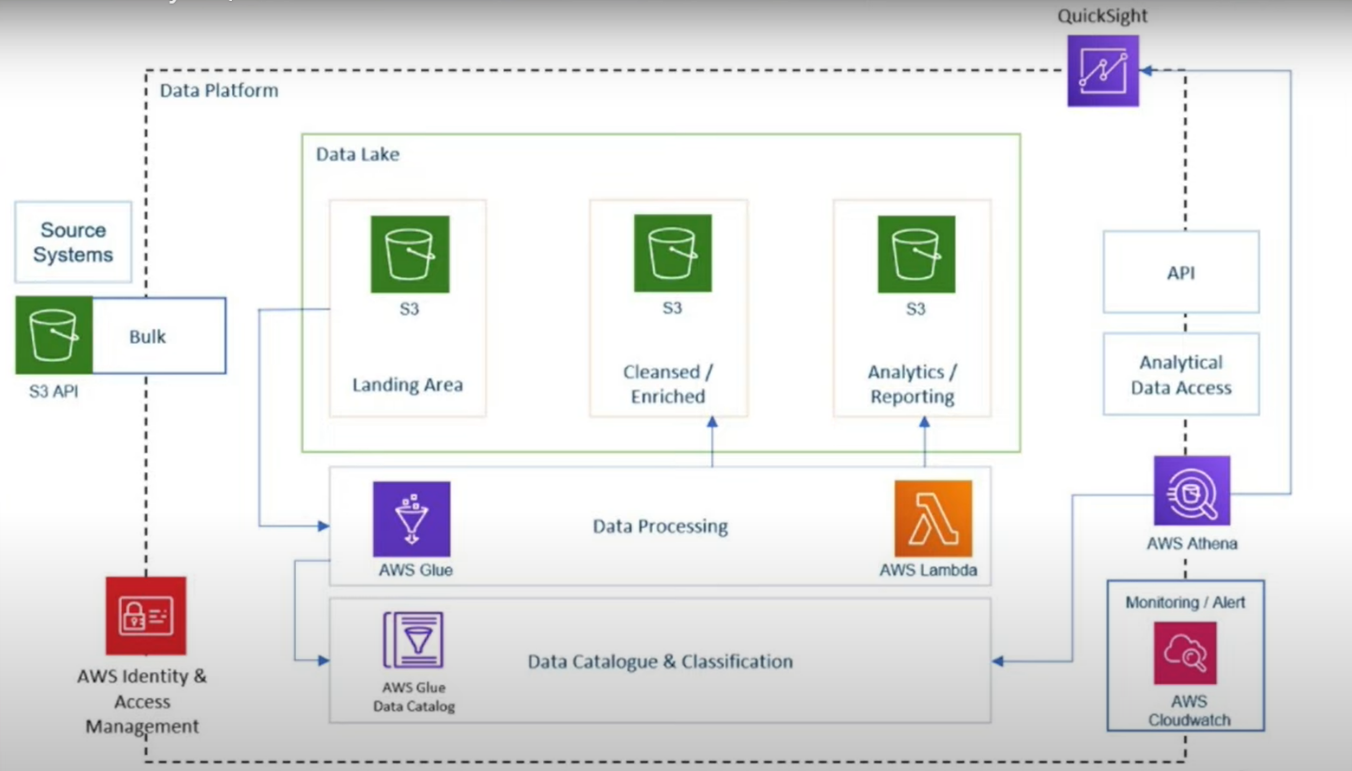 QuickSight
Data Platform
Data Lake
Source
Systems
S3
Landing Area
S3
Cleansed /
Enriched
S3
Analytics /
Reporting
API
Bulk
S3 API
Analytical
Data Access
AWS Glue
Data Processing
AWS Lambda
AWS Athena
AWS Identity &
Access
Management
AWS Glue
Data Catalog
Data Catalogue & Classification
Monitoring / Alert
AWS
Cloudwatch